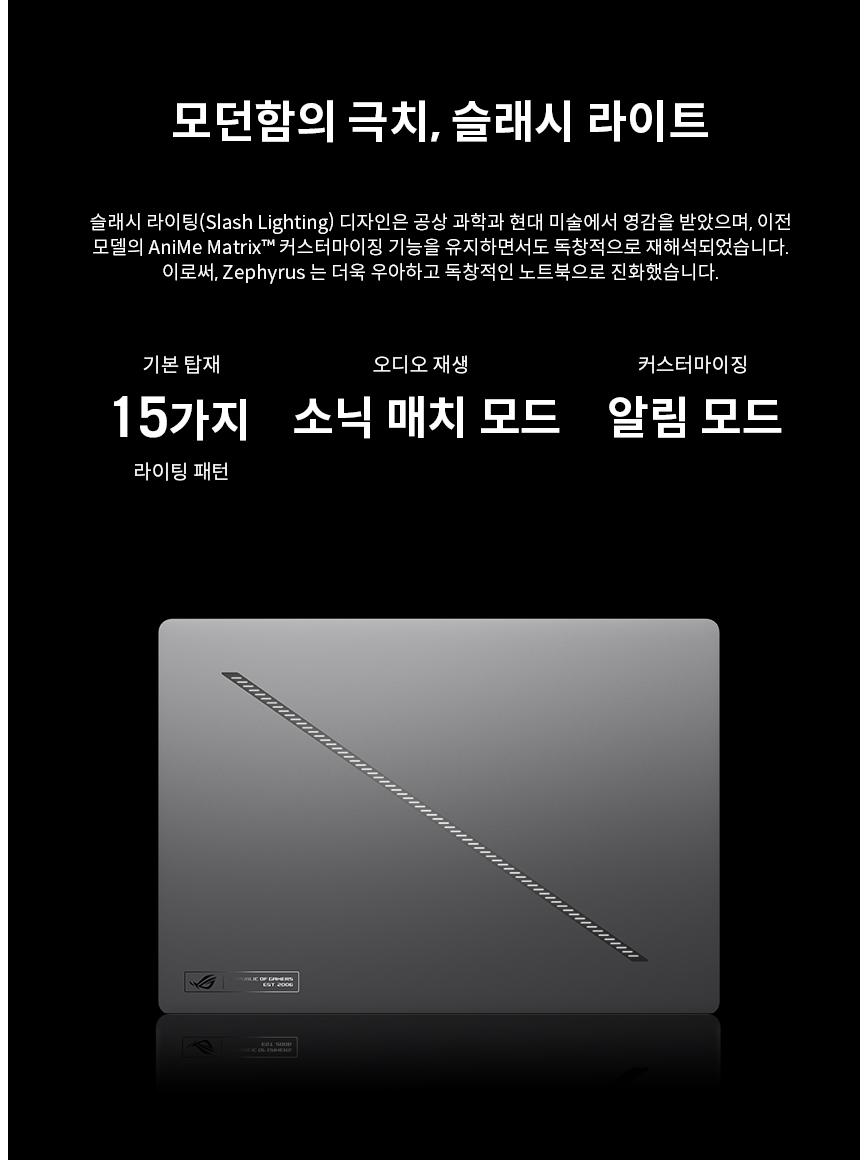 모던함의 극치, 슬래시 라이트
슬래시 라이팅(Slash Lighting) 디자인은 공상 과학과 현대 미술에서 영감을 받았으며, 이전
모델의 AniMe Matrix™ 커스터마이징 기능을 유지하면서도 독창적으로 재해석되었습니다.
이로써, Zephyrus 는 더욱 우아하고 독창적인 노트북으로 진화했습니다.
기본 탑재
15가지
라이팅 패턴
오디오 재생
소닉 매치 모드
커스터마이징
알림 모드
OF GAMERS
EST. 2006